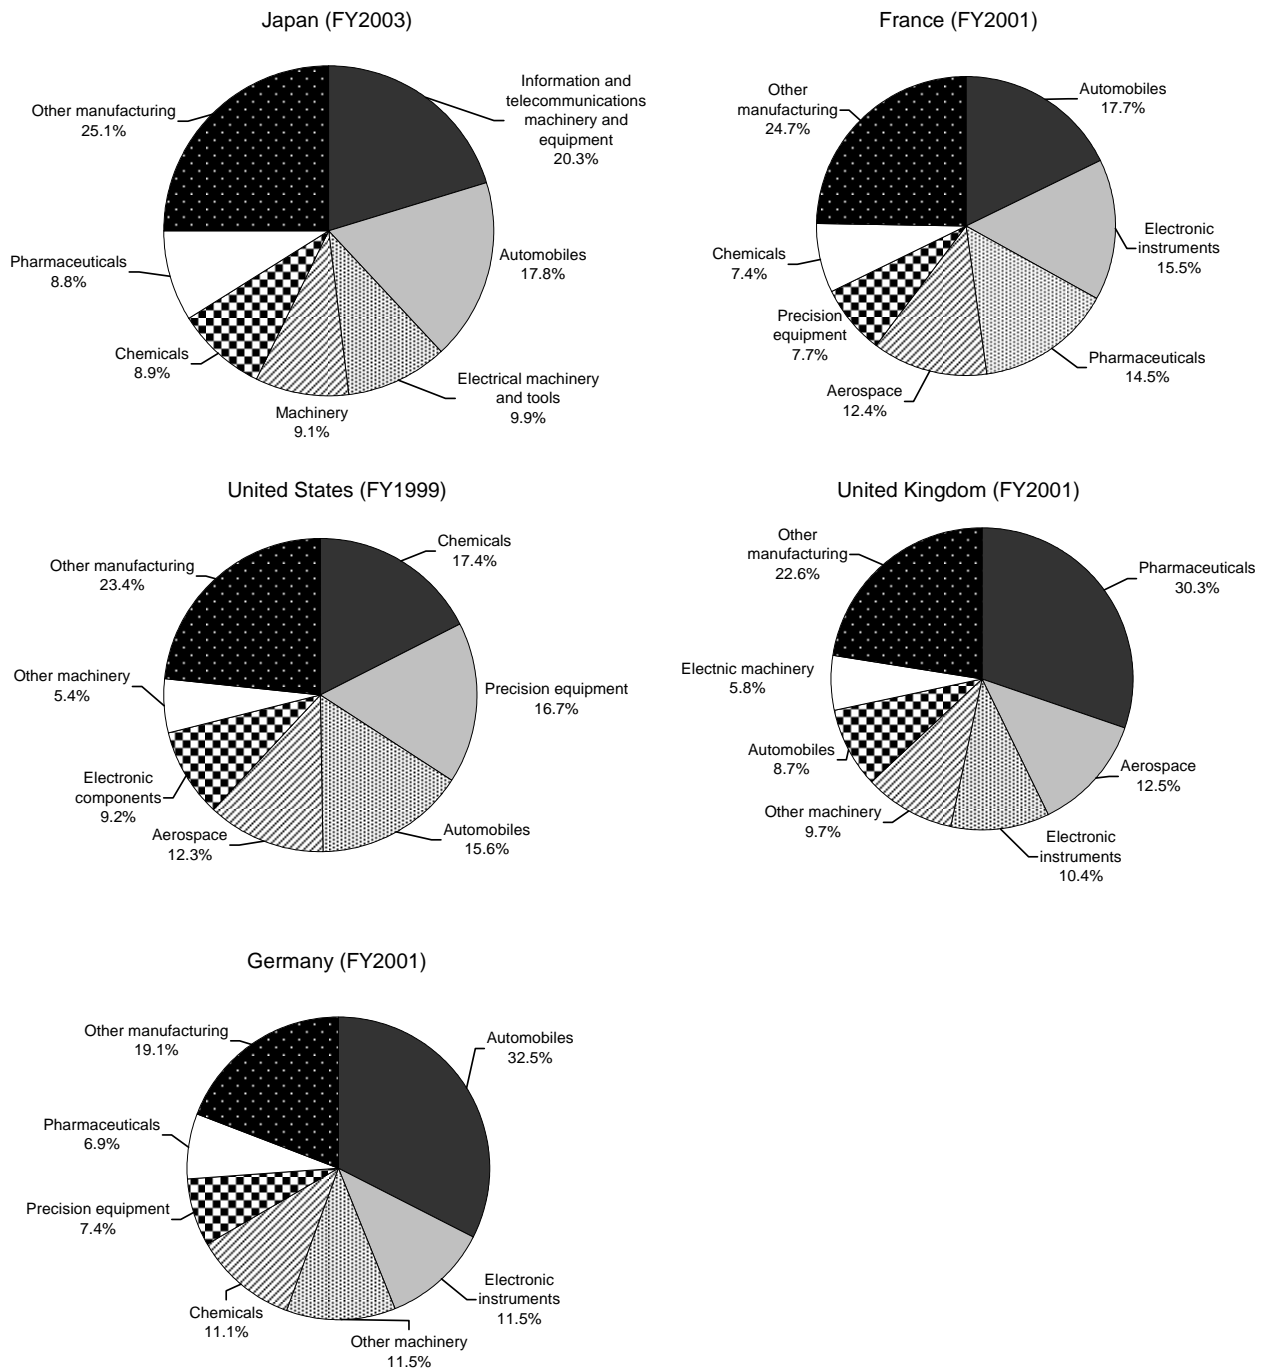 Japan (FY2003)
Information and
telecommunications
machinery and
equipment
20.3%
Automobiles
17.8%
Electrical machinery
and tools
9.9%
Machinery
9.1%
Chemicals
8.9%
Pharmaceuticals
8.8%
Other manufacturing
25.1%
France (FY2001)
Automobiles
17.7%
Electronic
instruments
15.5%
Pharmaceuticals
14.5%
Aerospace
12.4%
Precision
equipment
7.7%
Chemicals
7.4%
Other
manufacturing
24.7%
United States (FY1999)
Chemicals
17.4%
Precision equipment
16.7%
Automobiles
15.6%
Aerospace
12.3%
Electronic
components
9.2%
Other machinery
5.4%
Other manufacturing
23.4%
United Kingdom (FY2001)
Pharmaceuticals
30.3%
Aerospace
12.5%
Electronic
instruments
10.4%
Other machinery
9.7%
Automobiles
8.7%
Electnic machinery
5.8%
Other
manufacturing
22.6%
Germany (FY2001)
Automobiles
32.5%
Electronic
instruments
11.5%
Other machinery
11.5%
Chemicals
11.1%
Precision equipment
7.4%
Pharmaceuticals
6.9%
Other manufacturing
19.1%